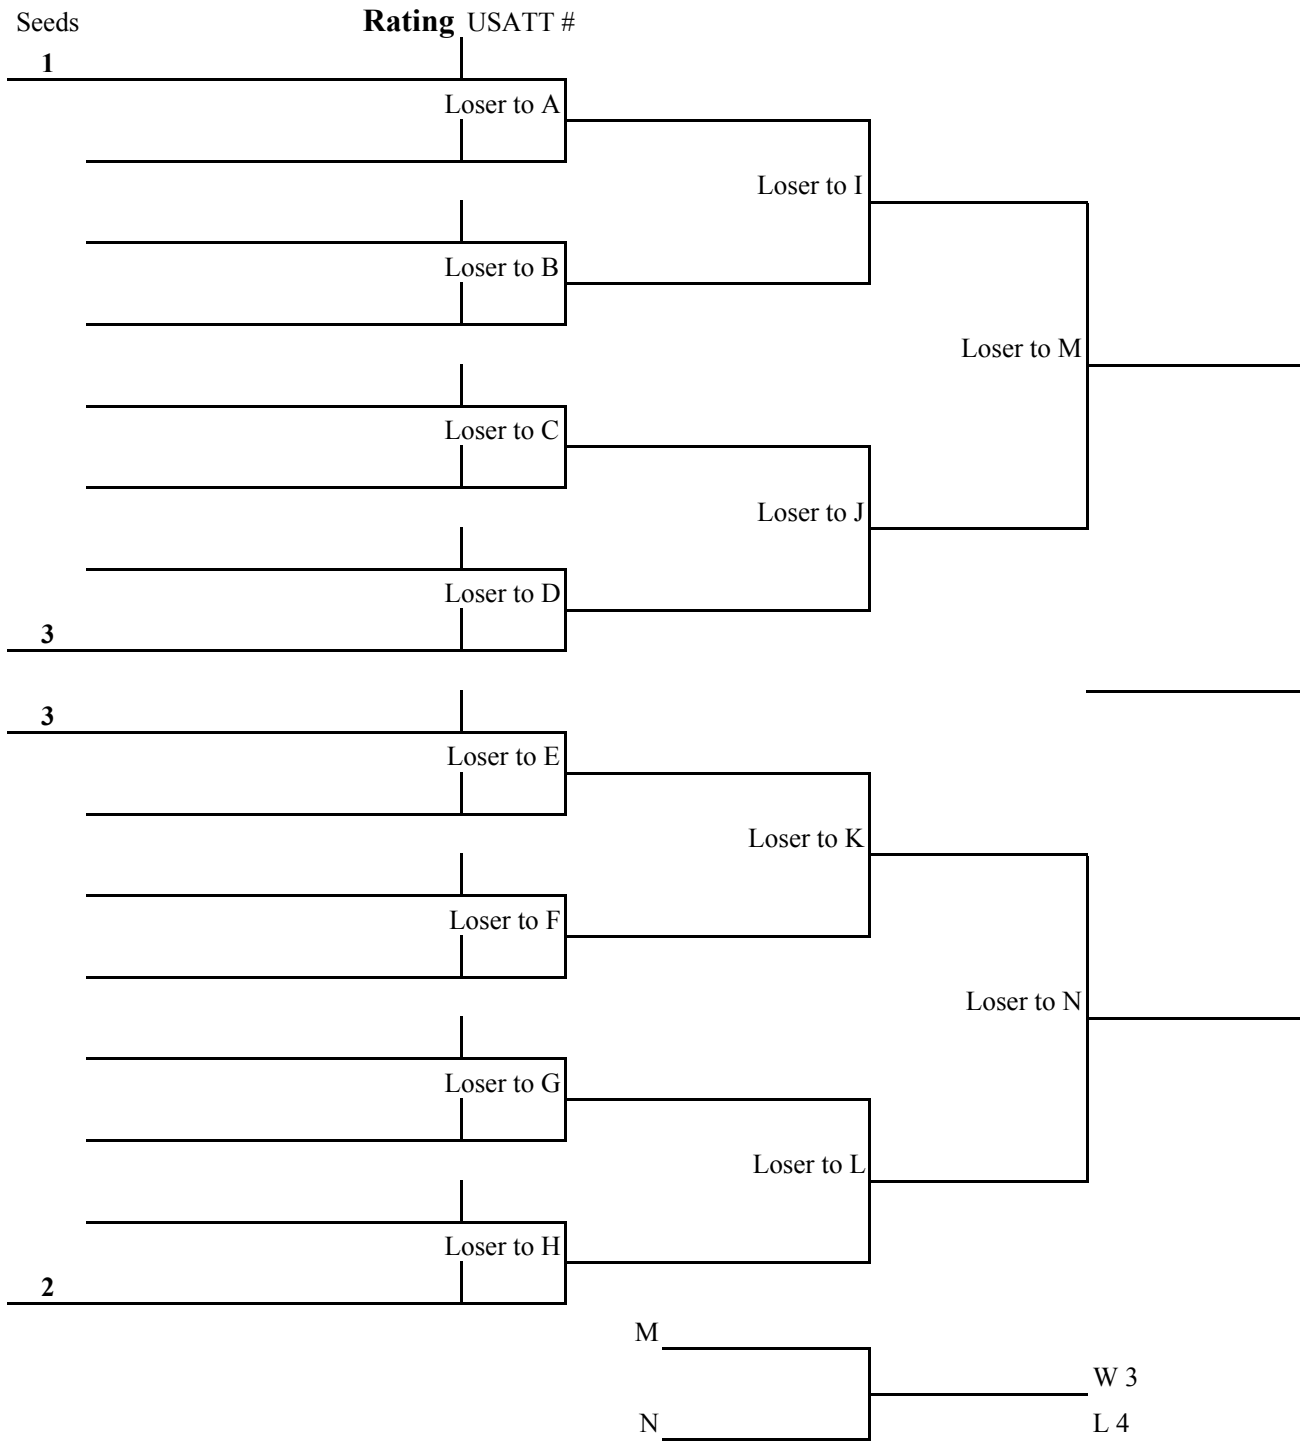 Seeds Rating USATT #
1
Loser to A
Loser to I
Loser to B
Loser to M
Loser to C
Loser to J
Loser to D
3
3
Loser to E
Loser to K
Loser to F
Loser to N
Loser to G
Loser to L
Loser to H
2
M
W 3
N
L 4